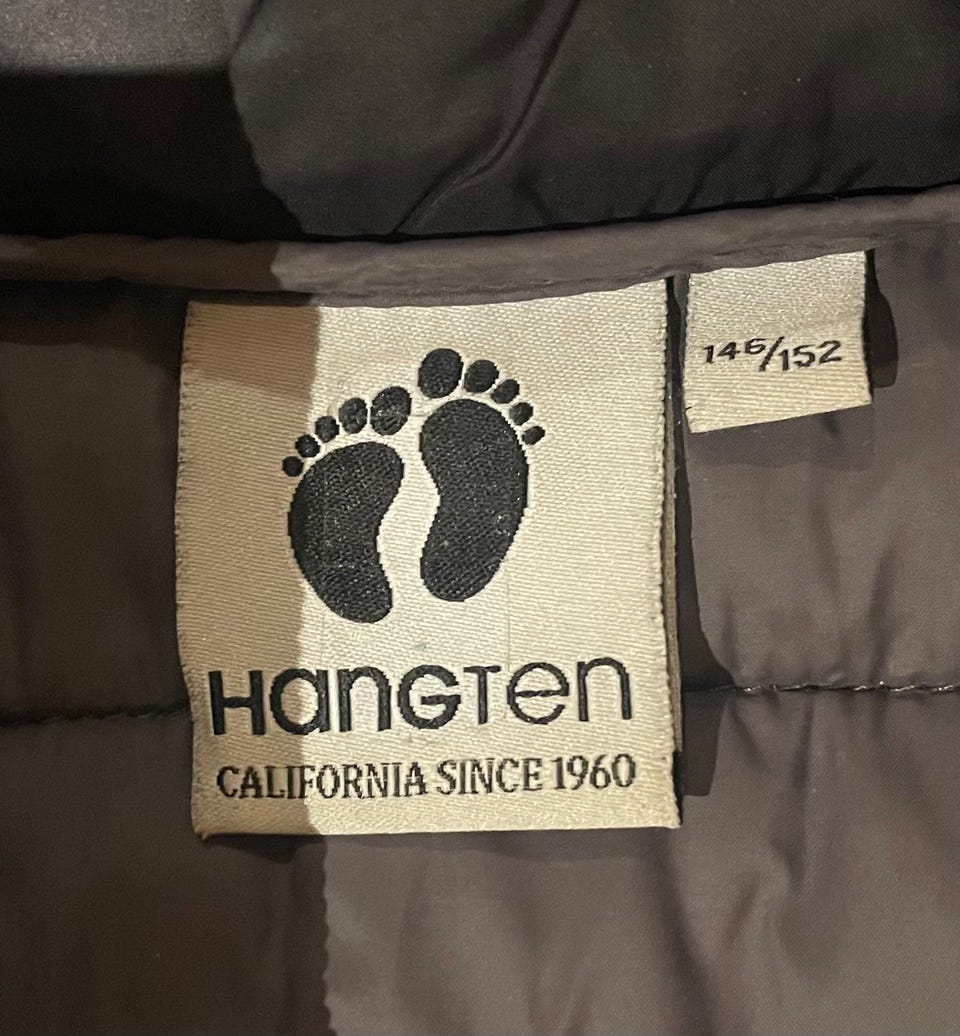 HangTen
CALIFORNIA SINCE 1960
146/152